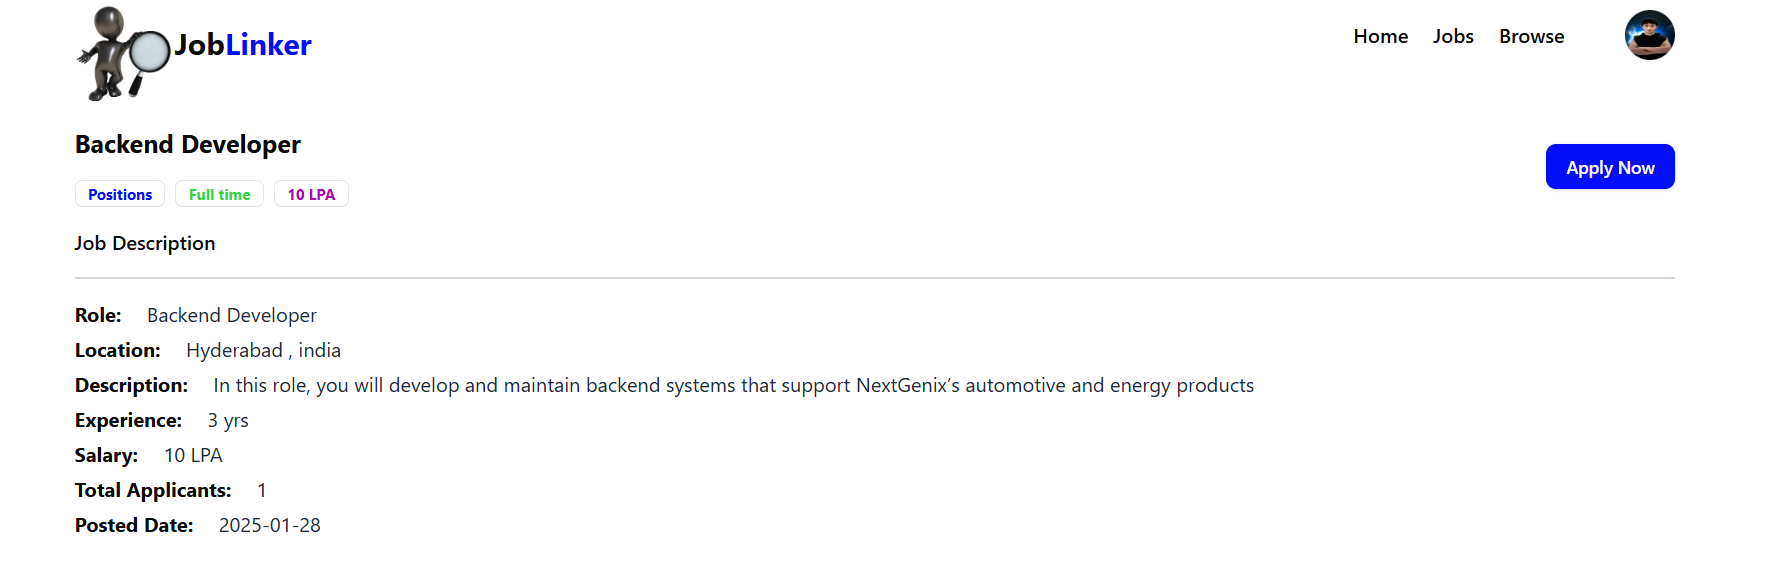 JobLinker
Home Jobs Browse
Backend Developer
Apply Now
Positions Full time 10 LPA
Job Description
Role: Backend Developer
Location: Hyderabad , india
Description: In this role, you will develop and maintain backend systems that support NextGenix’s automotive and energy products
Experience: 3 yrs
Salary: 10 LPA
Total Applicants: 1
Posted Date: 2025-01-28